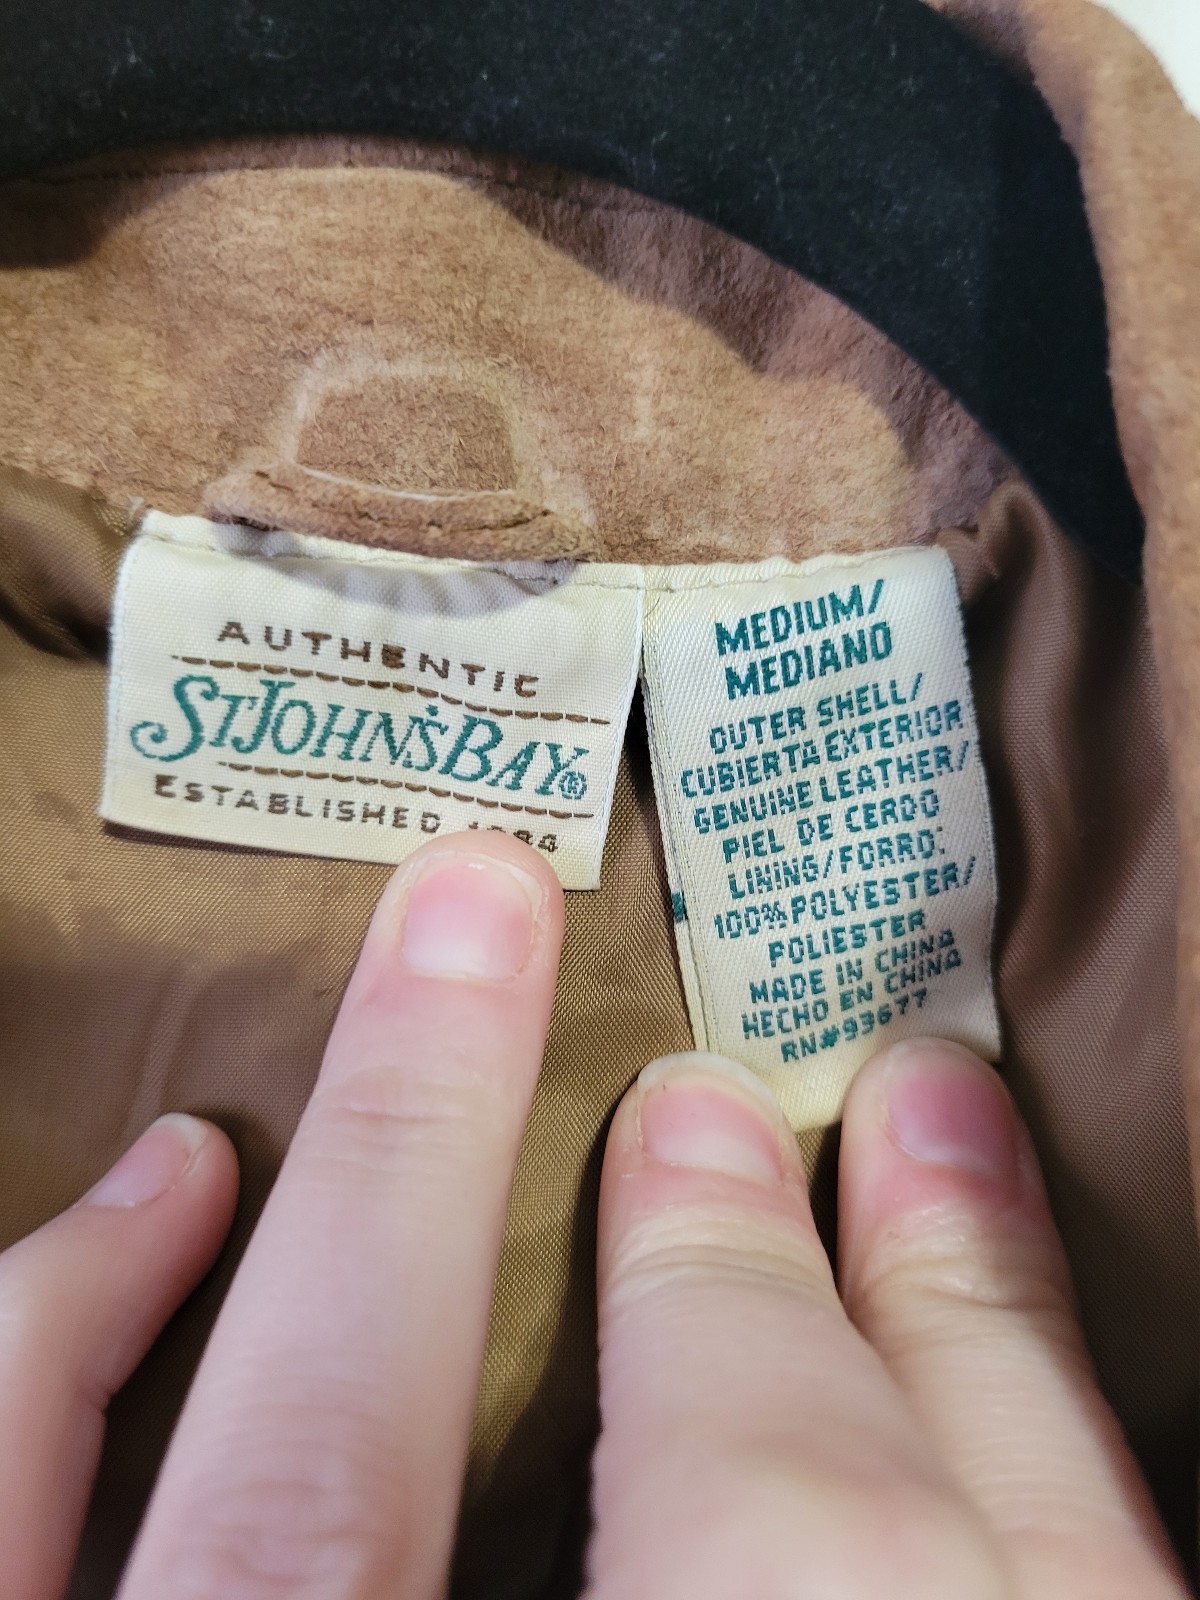 AUTHENTIC
ST JOHN'S BAY®
ESTABLISHED
MEDIUM/
MEDIANO
OUTER SHELL/
CUBIERTA EXTERIOR:
GENUINE LEATHER/
PIEL DE CERDO
LINING/FORRO:
100% POLYESTER/
POLIESTER
MADE IN CHINA
HECHO EN CHINA
RN#93677